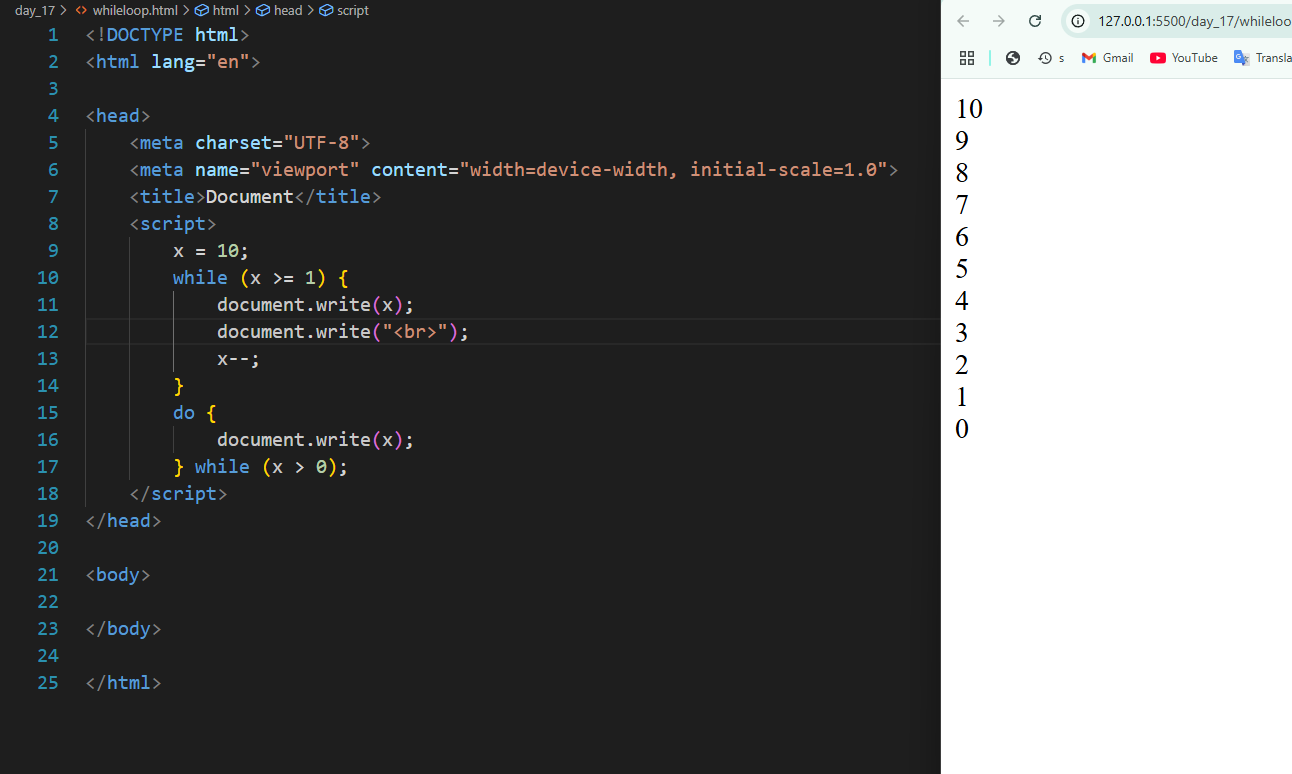 day_17 > <> whileloop.html > html > head > script
1 <!DOCTYPE html>
2 <html lang="en">
3
4 <head>
5     <meta charset="UTF-8">
6     <meta name="viewport" content="width=device-width, initial-scale=1.0">
7     <title>Document</title>
8     <script>
9         x = 10;
10         while (x >= 1) {
11             document.write(x);
12             document.write("<br>");
13             x--;
14         }
15         do {
16             document.write(x);
17         } while (x > 0);
18     </script>
19 </head>
20
21 <body>
22
23 </body>
24
25 </html>
127.0.0.1:5500/day_17/whileloo
s Gmail YouTube Transla
10
9
8
7
6
5
4
3
2
1
0